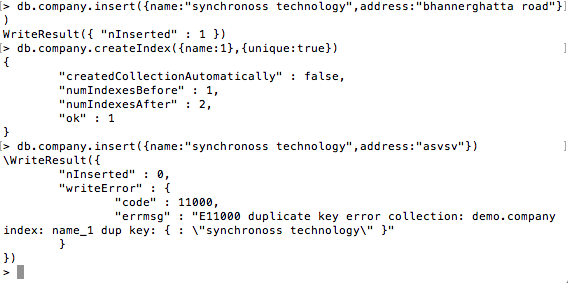 [> db.company.insert({name:"synchronoss technology",address:"bhannerghatta road"}]
)
WriteResult({ "nInserted" : 1 })
[> db.company.createIndex({name:1},{unique:true}) ]
{
        "createdCollectionAutomatically" : false,
        "numIndexesBefore" : 1,
        "numIndexesAfter" : 2,
        "ok" : 1
}
[> db.company.insert({name:"synchronoss technology",address:"asvsv"}) ]
\WriteResult({
        "nInserted" : 0,
        "writeError" : {
                "code" : 11000,
                "errmsg" : "E11000 duplicate key error collection: demo.company
index: name_1 dup key: { : \"synchronoss technology\" }"
        }
})
>